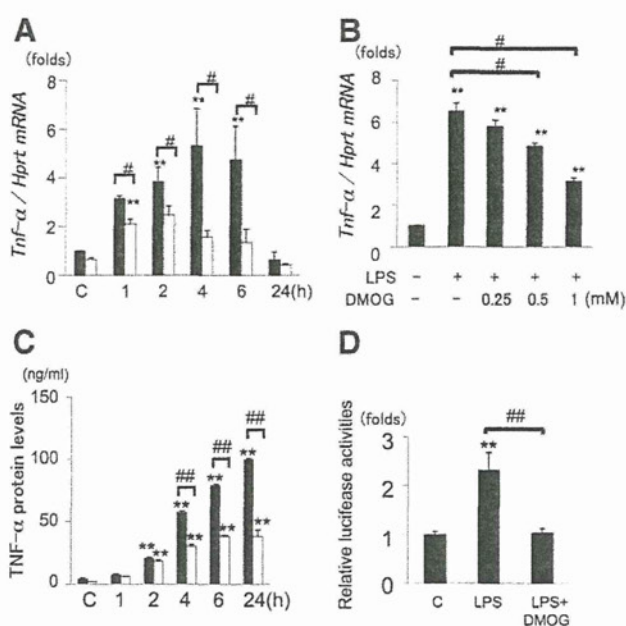 A
(folds)
Tnf-α / Hprt mRNA
8
6
4
2
0
#
**
#
**
**
#
**
#
C 1 2 4 6 24(h)
B
(folds)
Tnf-α / Hprt mRNA
8
6
4
2
0
#
#
**
**
**
**
LPS − + + + +
DMOG − − 0.25 0.5 1 (mM)
C
(ng/ml)
TNF-α protein levels
150
100
50
0
**
**
##
**
**
##
**
**
##
**
**
C 1 2 4 6 24(h)
D
(folds)
Relative lucifease activities
3
2
1
0
##
**
C LPS LPS+
DMOG